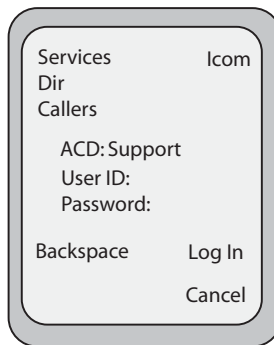 Services Icom
Dir
Callers
ACD: Support
User ID:
Password:
Backspace Log In
Cancel